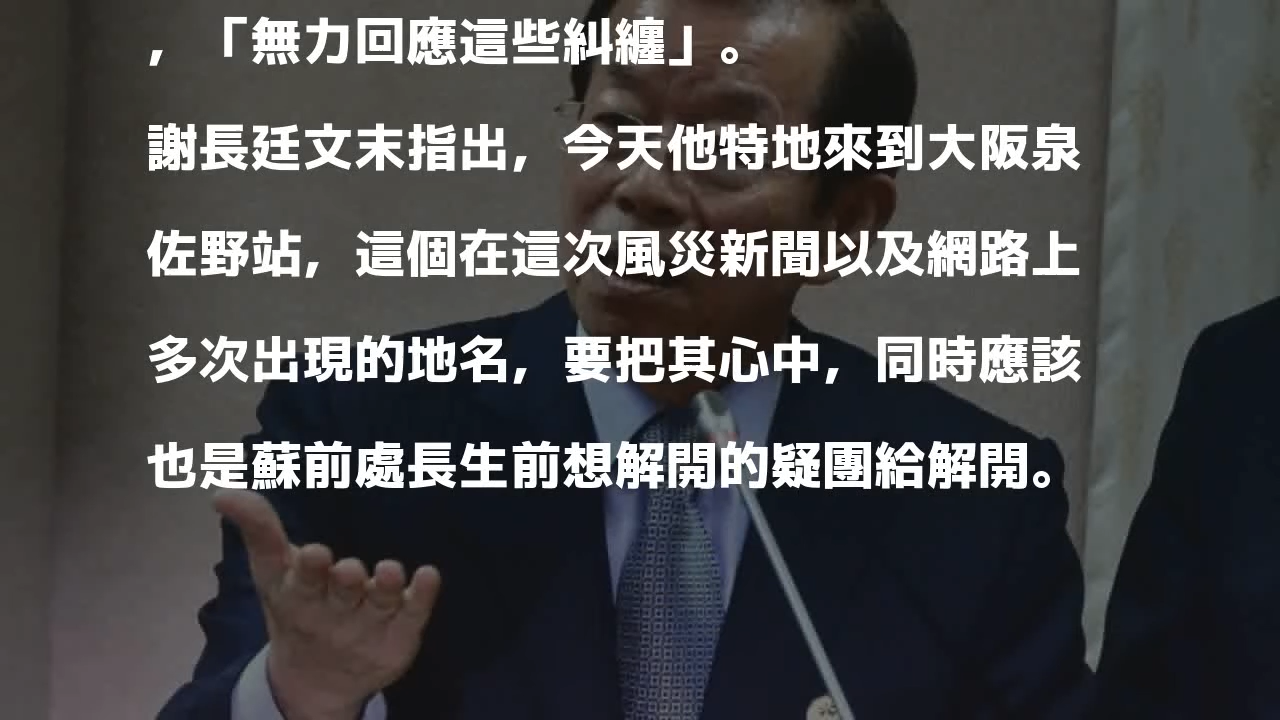 ，「無力回應這些糾纏」。
謝長廷文末指出，今天他特地來到大阪泉
佐野站，這個在這次風災新聞以及網路上
多次出現的地名，要把其心中，同時應該
也是蘇前處長生前想解開的疑團給解開。